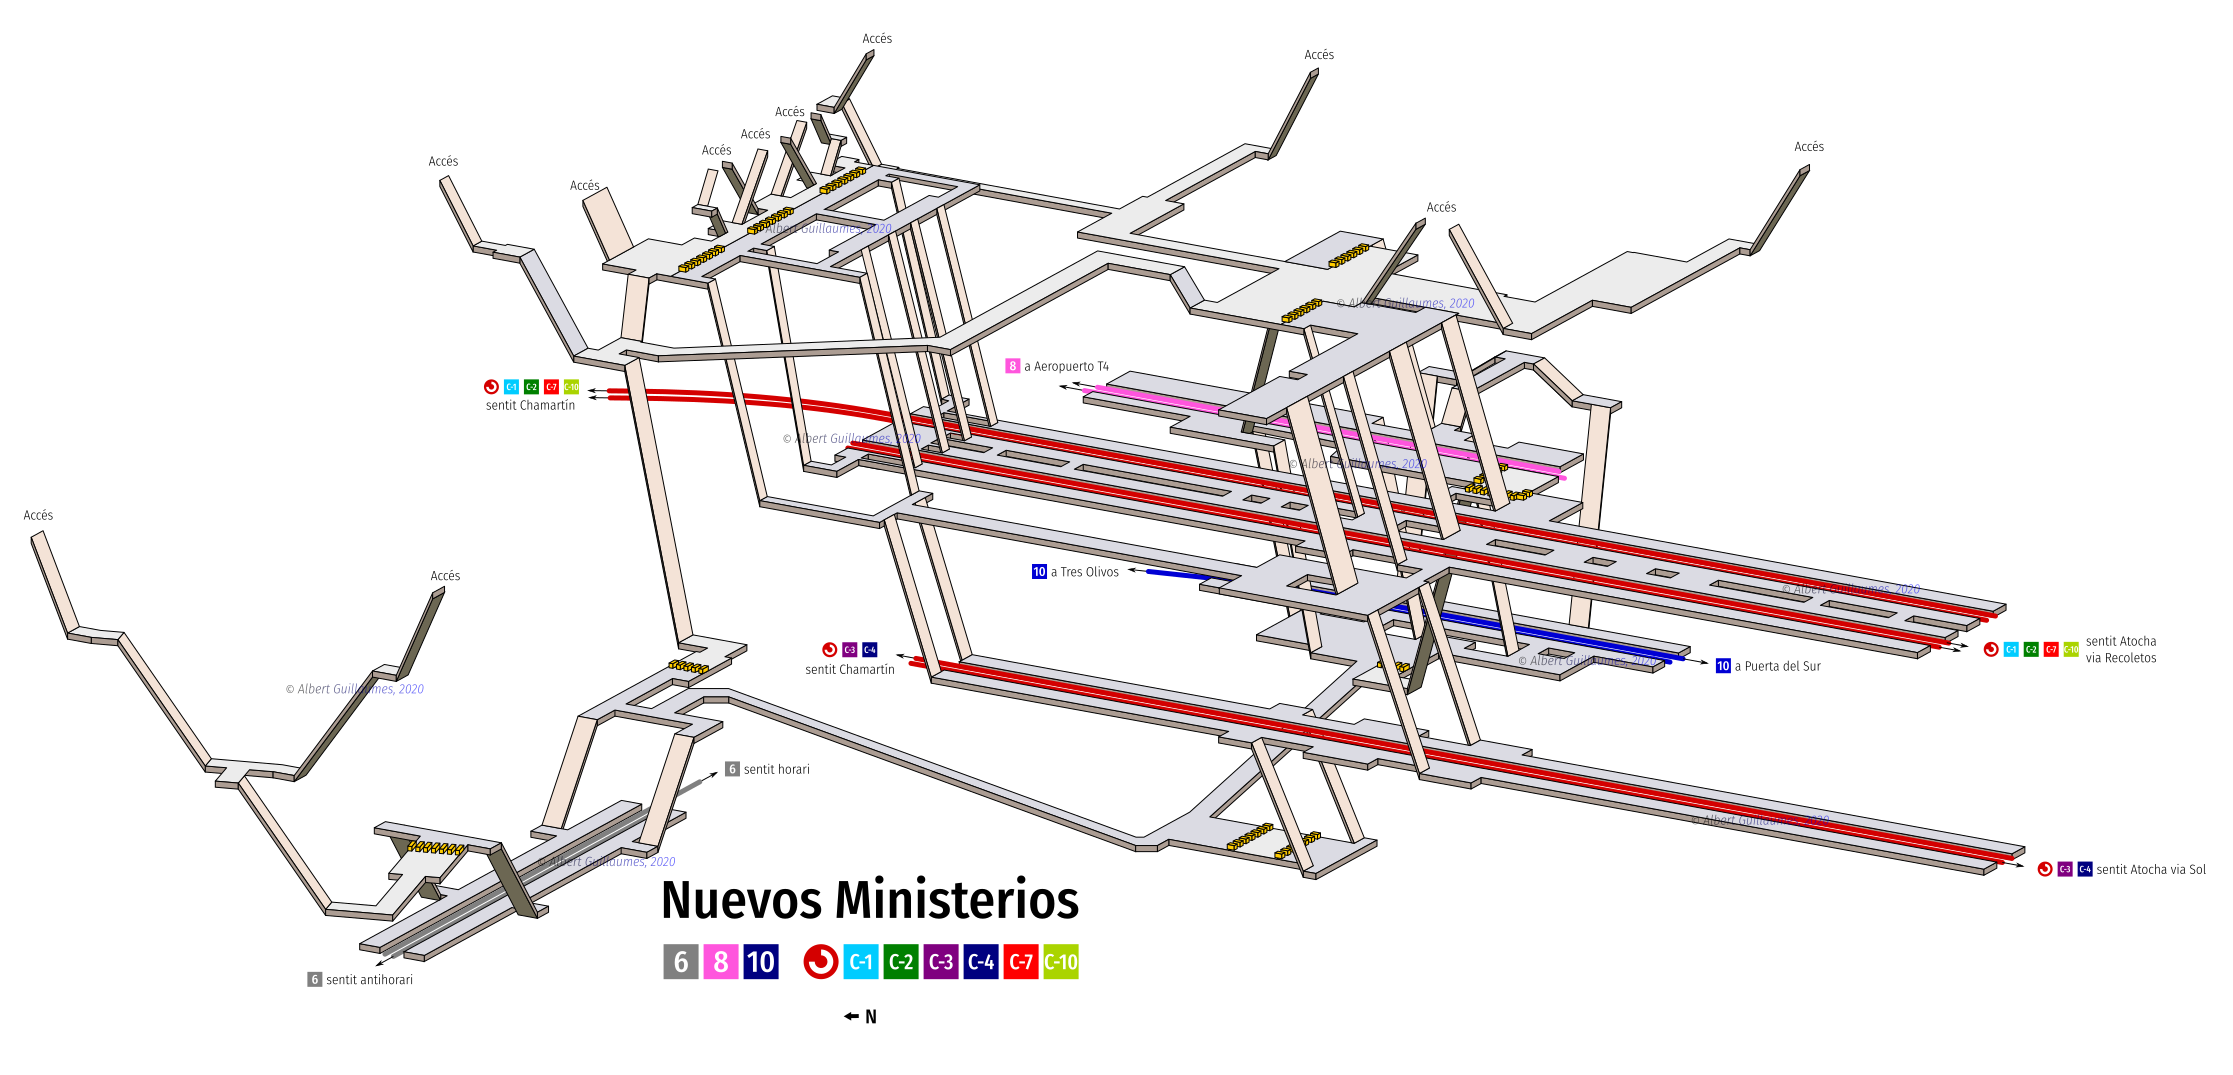 Accés
Accés
Accés
Accés
Accés
Accés
Accés
Accés
Accés
© Albert Guillaumes, 2020
© Albert Guillaumes, 2020
8 a Aeropuerto T4
C-1 C-2 C-7 C-10
sentit Chamartín
© Albert Guillaumes, 2020
© Albert Guillaumes, 2020
Accés
10 a Tres Olivos
Accés
© Albert Guillaumes, 2020
C-3 C-4
sentit Chamartín
C-1 C-2 C-7 C-10
sentit Atocha
via Recoletos
© Albert Guillaumes, 2020
10 a Puerta del Sur
© Albert Guillaumes, 2020
6 sentit horari
© Albert Guillaumes, 2020
© Albert Guillaumes, 2020
C-3 C-4 sentit Atocha via Sol
Nuevos Ministerios
6 8 10 C-1 C-2 C-3 C-4 C-7 C-10
6 sentit antihorari
N